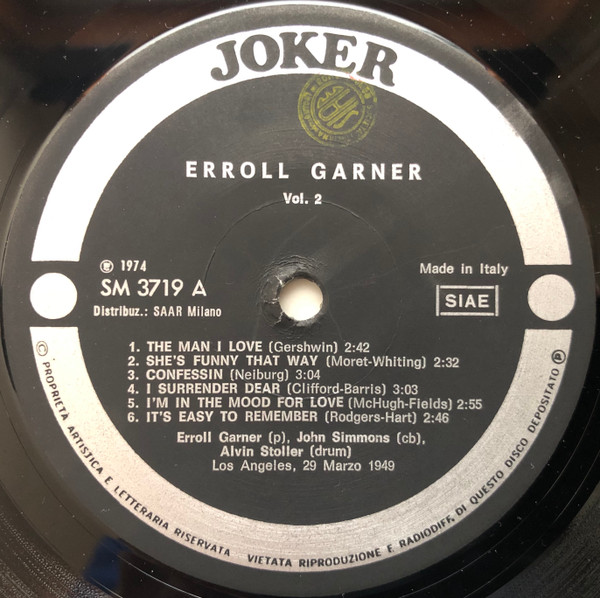 JOKER
ERROLL GARNER
Vol. 2
℗ 1974
SM 3719 A
Distribuz.: SAAR Milano
Made in Italy
SIAE
1. THE MAN I LOVE (Gershwin) 2:42
2. SHE'S FUNNY THAT WAY (Moret-Whiting) 2:32
3. CONFESSIN (Neiburg) 3:04
4. I SURRENDER DEAR (Clifford-Barris) 3:03
5. I'M IN THE MOOD FOR LOVE (McHugh-Fields) 2:55
6. IT'S EASY TO REMEMBER (Rodgers-Hart) 2:46
Erroll Garner (p), John Simmons (cb),
Alvin Stoller (drum)
Los Angeles, 29 Marzo 1949
© PROPRIETÀ ARTISTICA E LETTERARIA RISERVATA VIETATA RIPRODUZIONE E RADIODIFF. DI QUESTO DISCO DEPOSITATO ℗